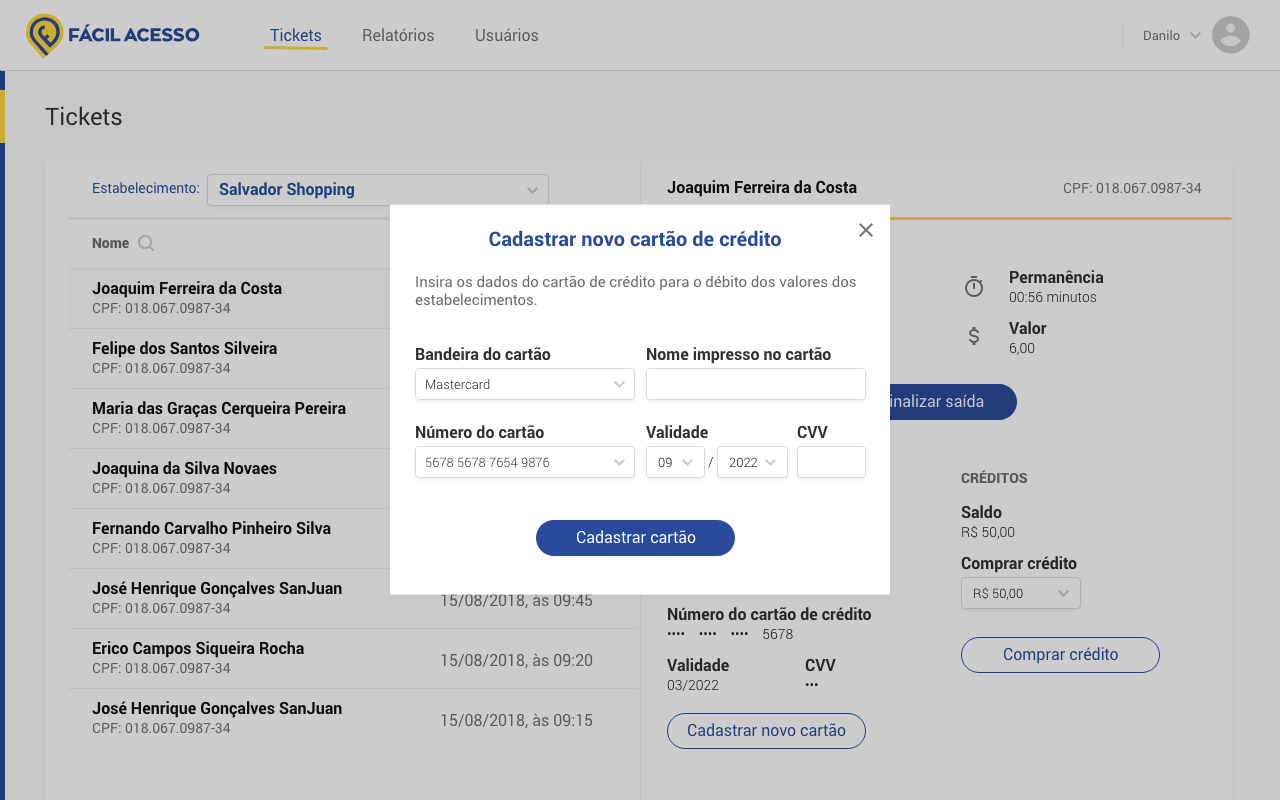 FÁCIL ACESSO
Tickets
Relatórios
Usuários
Danilo
Tickets
Estabelecimento:
Salvador Shopping
Nome
Joaquim Ferreira da Costa
CPF: 018.067.0987-34
Felipe dos Santos Silveira
CPF: 018.067.0987-34
Maria das Graças Cerqueira Pereira
CPF: 018.067.0987-34
Joaquina da Silva Novaes
CPF: 018.067.0987-34
Fernando Carvalho Pinheiro Silva
CPF: 018.067.0987-34
José Henrique Gonçalves SanJuan
CPF: 018.067.0987-34
15/08/2018, às 09:45
Erico Campos Siqueira Rocha
CPF: 018.067.0987-34
15/08/2018, às 09:20
José Henrique Gonçalves SanJuan
CPF: 018.067.0987-34
15/08/2018, às 09:15
Cadastrar novo cartão de crédito
Insira os dados do cartão de crédito para o débito dos valores dos
estabelecimentos.
Bandeira do cartão
Mastercard
Nome impresso no cartão
Número do cartão
5678 5678 7654 9876
Validade
09 / 2022
CVV
Cadastrar cartão
Joaquim Ferreira da Costa
CPF: 018.067.0987-34
Permanência
00:56 minutos
Valor
6,00
inalizar saída
CRÉDITOS
Saldo
R$ 50,00
Comprar crédito
R$ 50,00
Comprar crédito
Número do cartão de crédito
•••• •••• •••• 5678
Validade
03/2022
CVV
•••
Cadastrar novo cartão